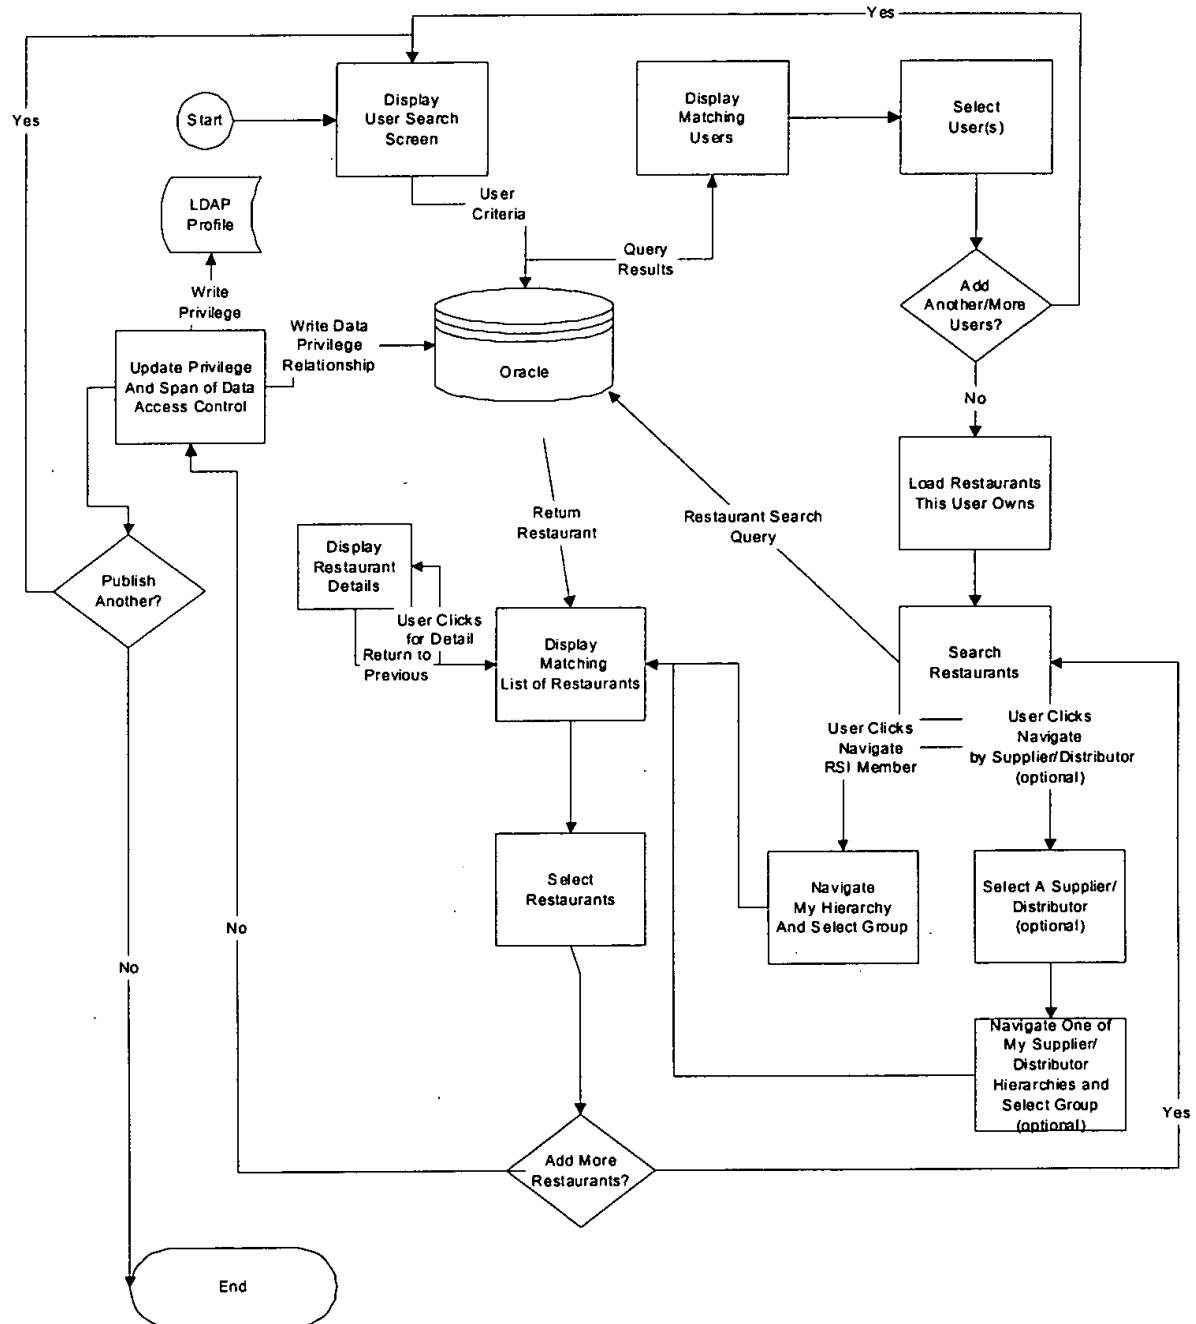 Yes
Yes
Start
Display
User Search
Screen
Display
Matching
Users
Select
User(s)
LDAP
Profile
User
Criteria
Query
Results
Add
Another/More
Users?
Write
Privilege
Write Data
Privilege
Relationship
Oracle
Update Privilege
And Span of Data
Access Control
No
Load Restaurants
This User Owns
Return
Restaurant
Restaurant Search
Query
Display
Restaurant
Details
Publish
Another?
User Clicks
for Detail
Return to
Previous
Display
Matching
List of Restaurants
Search
Restaurants
User Clicks
Navigate
RSI Member
User Clicks
Navigate
by Supplier/Distributor
(optional)
Select
Restaurants
Navigate
My Hierarchy
And Select Group
Select A Supplier/
Distributor
(optional)
No
No
Navigate One of
My Supplier/
Distributor
Hierarchies and
Select Group
(optional)
Yes
Add More
Restaurants?
End